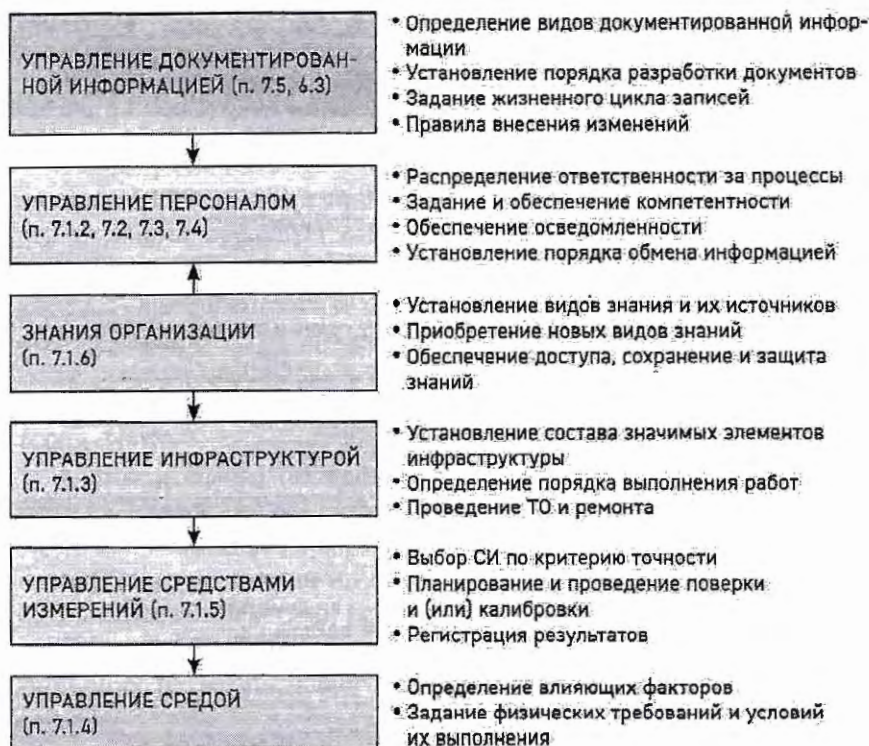 УПРАВЛЕНИЕ ДОКУМЕНТИРОВАН-
НОЙ ИНФОРМАЦИЕЙ (п. 7.5, 6.3)
• Определение видов документированной инфор-
мации
• Установление порядка разработки документов
• Задание жизненного цикла записей
• Правила внесения изменений
УПРАВЛЕНИЕ ПЕРСОНАЛОМ
(п. 7.1.2, 7.2, 7.3, 7.4)
• Распределение ответственности за процессы
• Задание и обеспечение компетентности
• Обеспечение осведомленности
• Установление порядка обмена информацией
ЗНАНИЯ ОРГАНИЗАЦИИ
(п. 7.1.6)
• Установление видов знания и их источников
• Приобретение новых видов знаний
• Обеспечение доступа, сохранение и защита
знаний
УПРАВЛЕНИЕ ИНФРАСТРУКТУРОЙ
(п. 7.1.3)
• Установление состава значимых элементов
инфраструктуры
• Определение порядка выполнения работ
• Проведение ТО и ремонта
УПРАВЛЕНИЕ СРЕДСТВАМИ
ИЗМЕРЕНИЙ (п. 7.1.5)
• Выбор СИ по критерию точности
• Планирование и проведение поверки
и (или) калибровки
• Регистрация результатов
УПРАВЛЕНИЕ СРЕДОЙ
(п. 7.1.4)
• Определение влияющих факторов
• Задание физических требований и условий
их выполнения